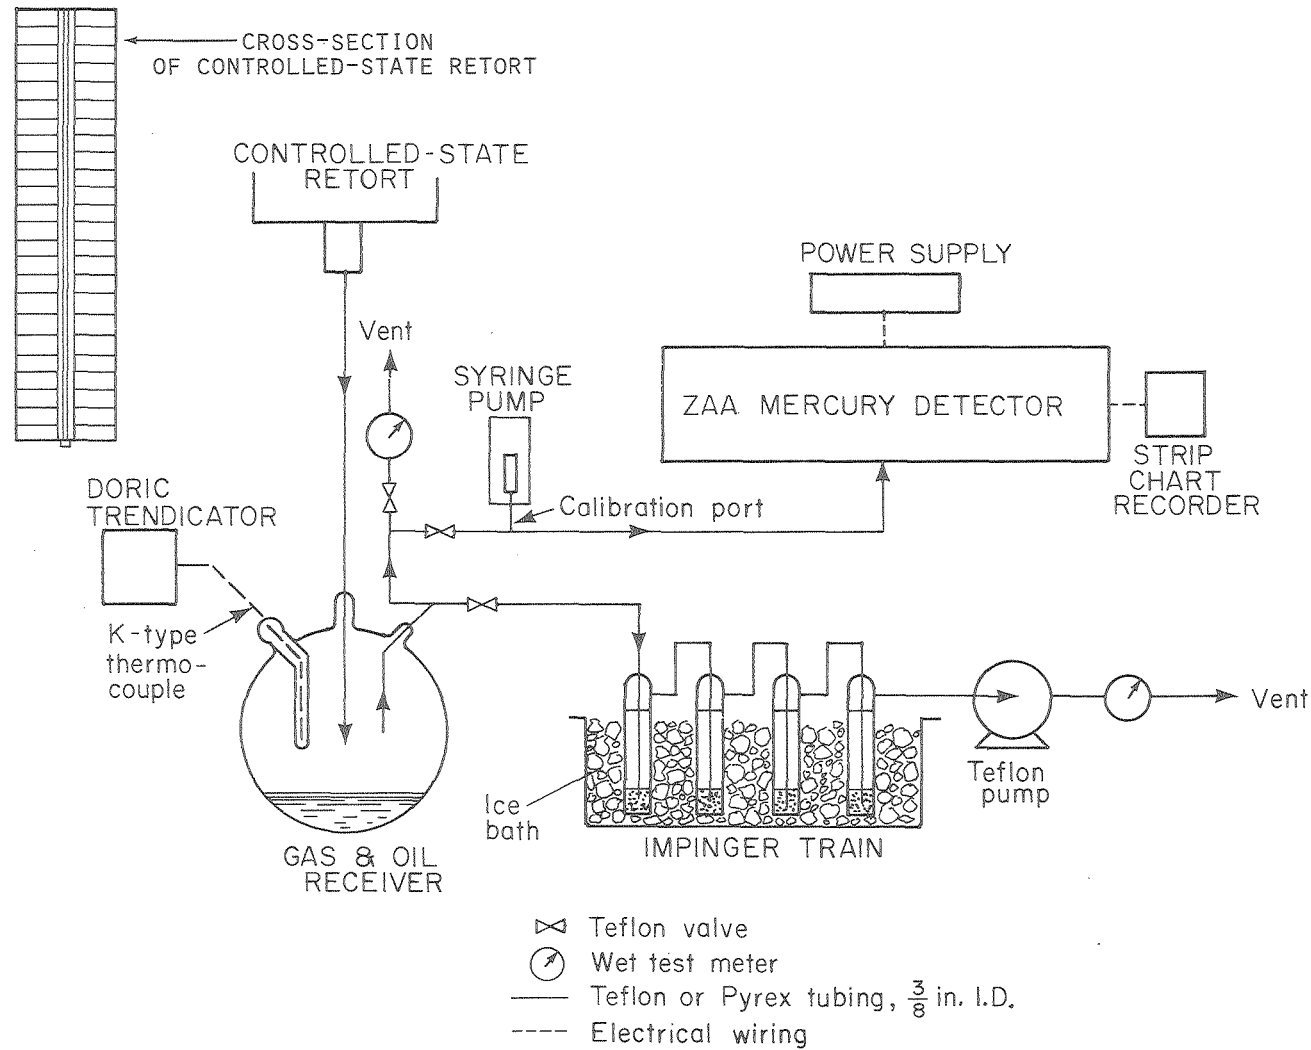 CROSS-SECTION
OF CONTROLLED-STATE RETORT
CONTROLLED-STATE
RETORT
POWER SUPPLY
Vent
SYRINGE
PUMP
ZAA MERCURY DETECTOR
STRIP
CHART
RECORDER
DORIC
TRENDICATOR
Calibration port
K-type
thermo-
couple
Vent
Teflon
pump
Ice
bath
IMPINGER TRAIN
GAS & OIL
RECEIVER
Teflon valve
Wet test meter
Teflon or Pyrex tubing, 3/8 in. I.D.
Electrical wiring